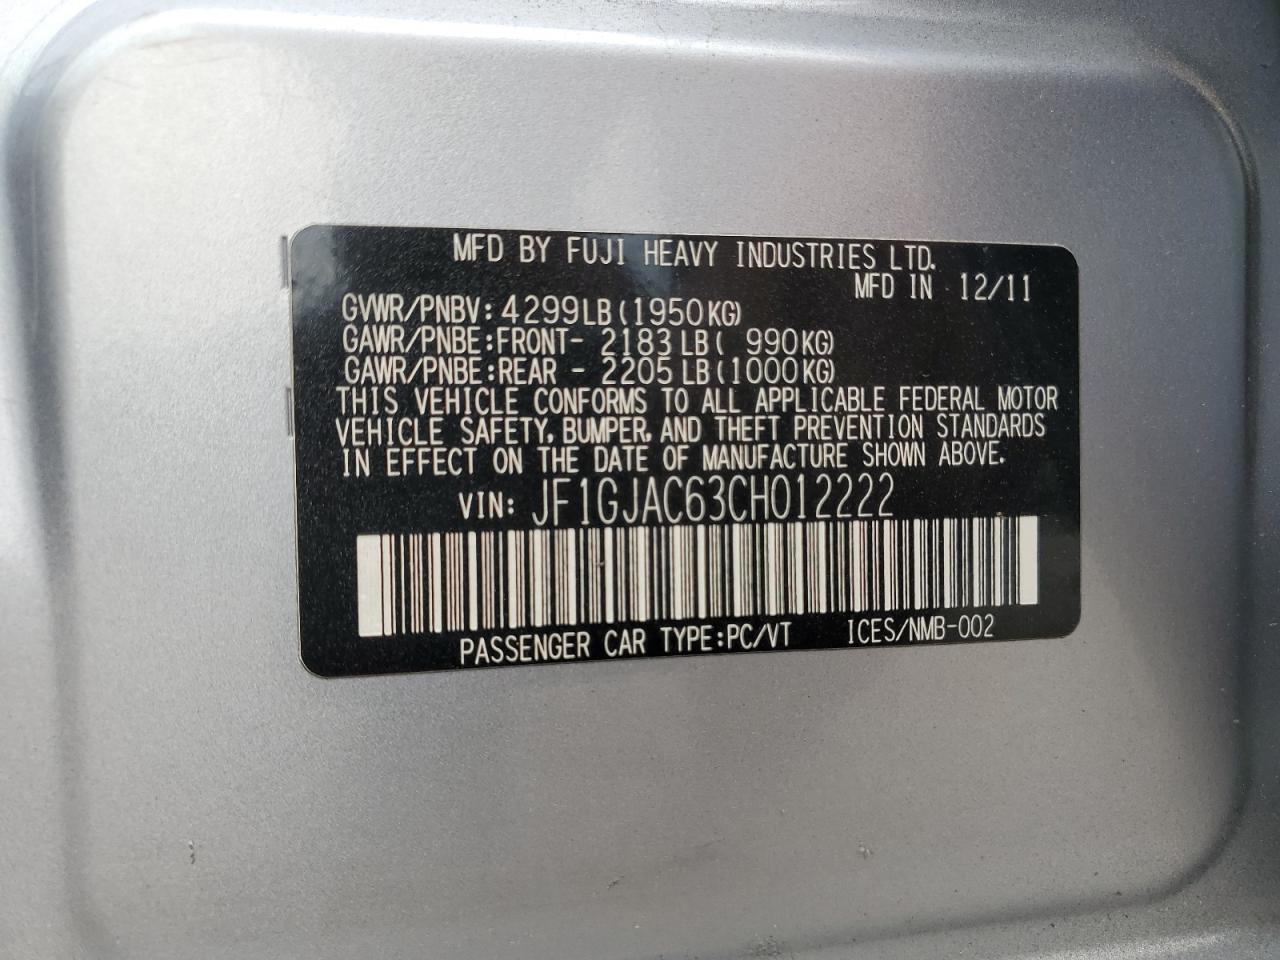 MFD BY FUJI HEAVY INDUSTRIES LTD.
MFD IN 12/11
GVWR/PNBV: 4299LB(1950KG)
GAWR/PNBE:FRONT- 2183 LB( 990KG)
GAWR/PNBE:REAR - 2205 LB(1000KG)
THIS VEHICLE CONFORMS TO ALL APPLICABLE FEDERAL MOTOR
VEHICLE SAFETY, BUMPER, AND THEFT PREVENTION STANDARDS
IN EFFECT ON THE DATE OF MANUFACTURE SHOWN ABOVE.
VIN: JF1GJAC63CH012222
PASSENGER CAR TYPE:PC/VT ICES/NMB-002